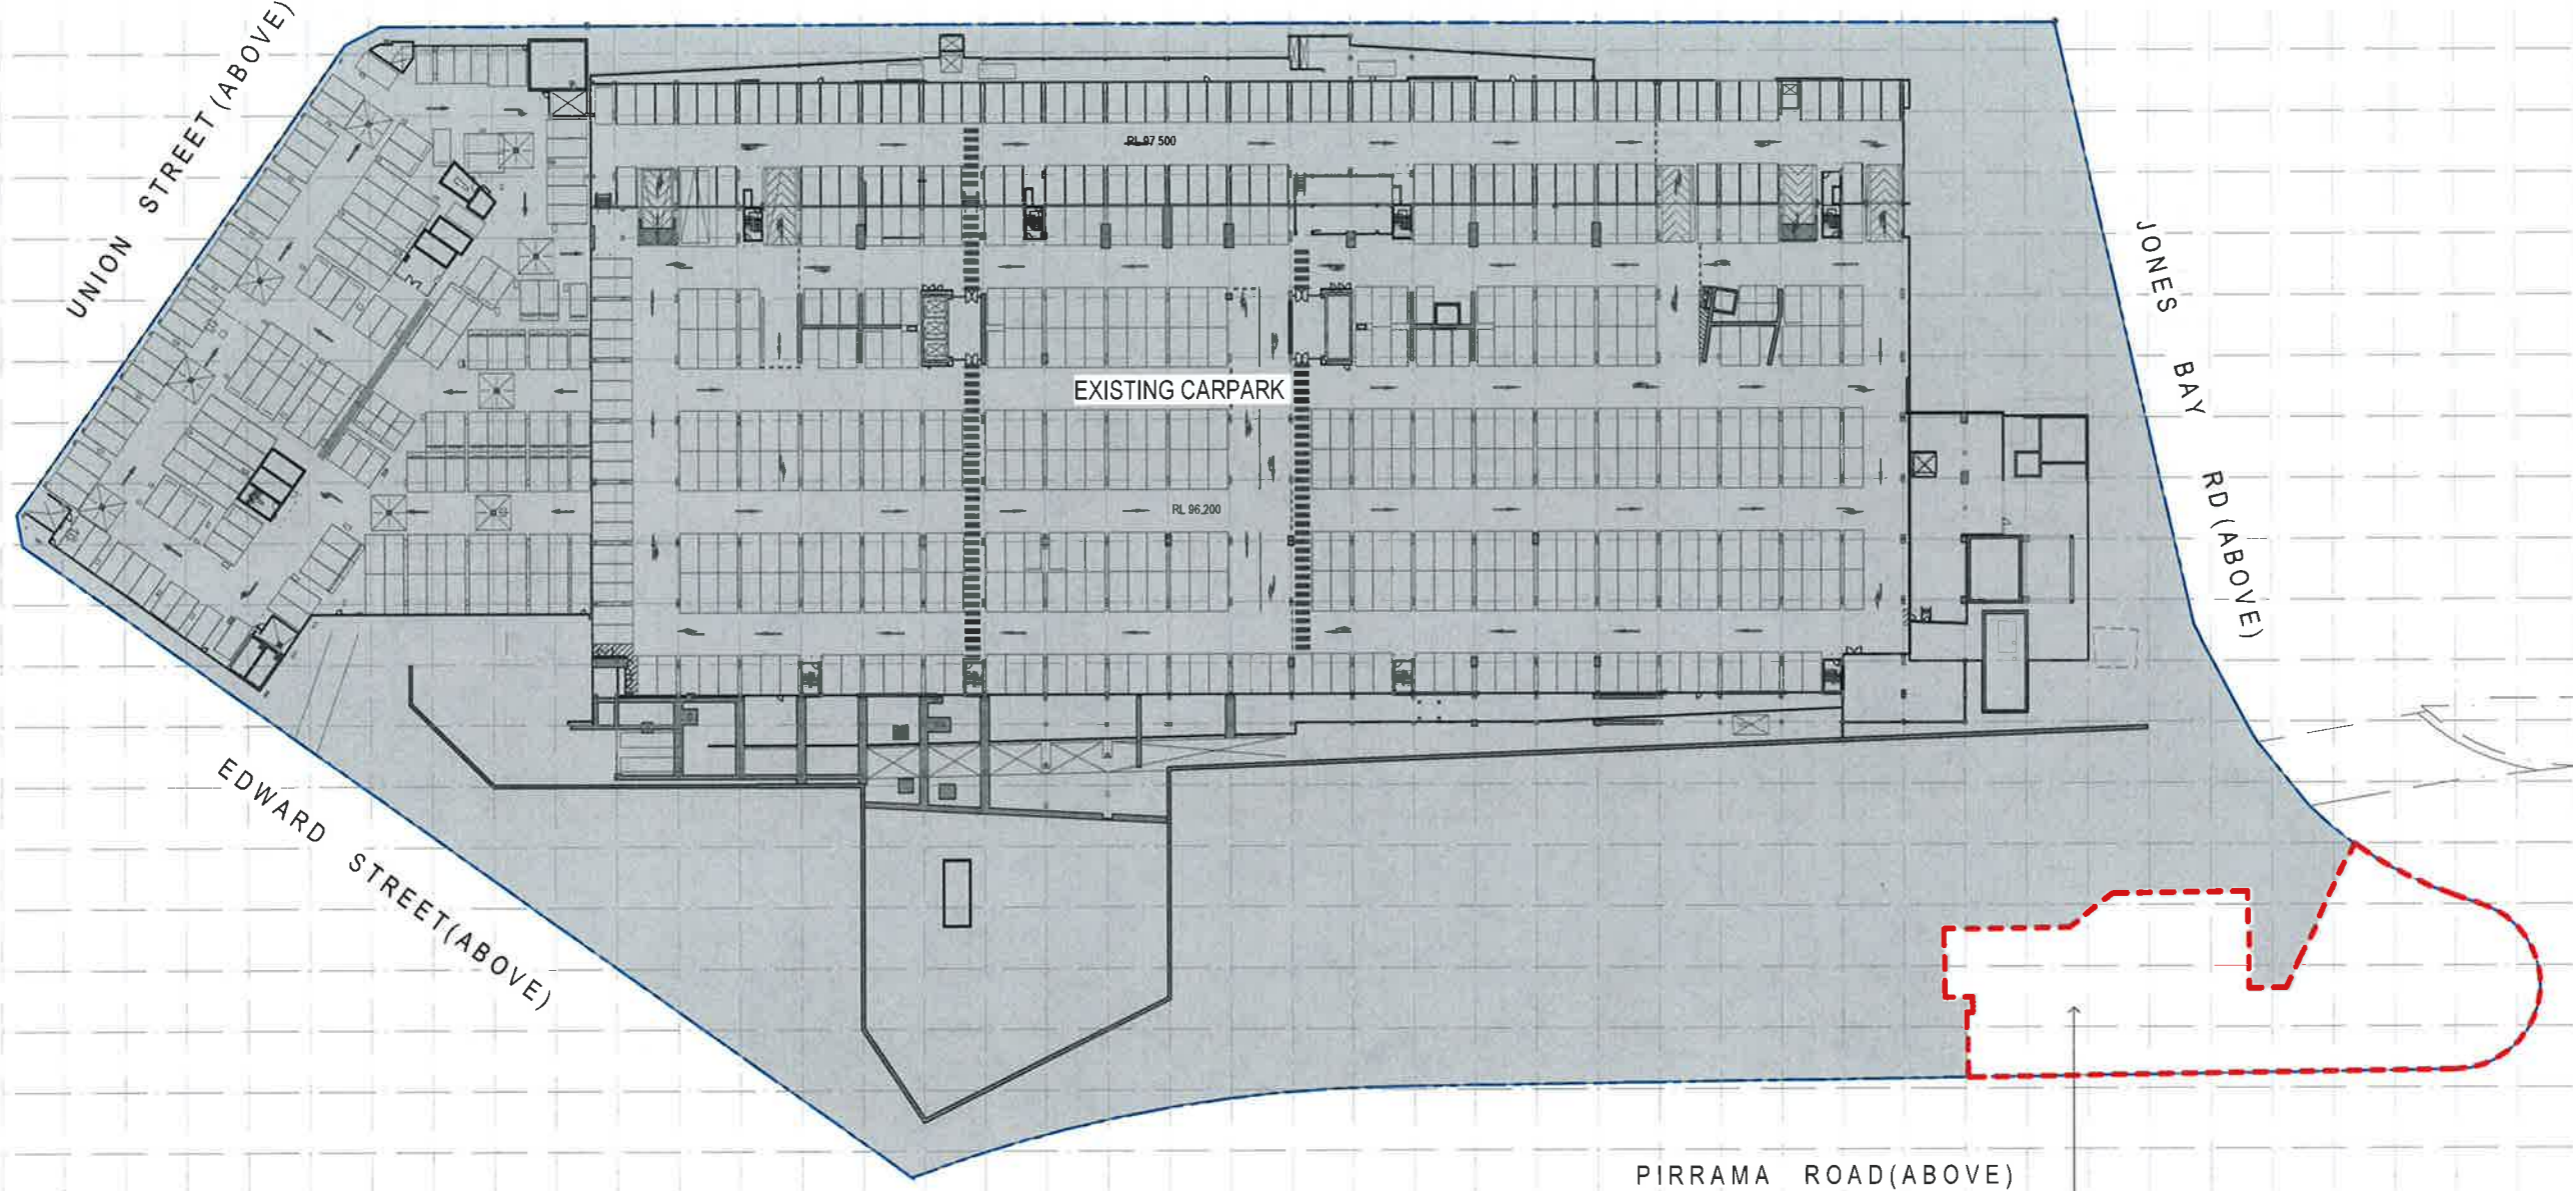 UNION STREET (ABOVE)
RL 97 500
JONES BAY RD (ABOVE)
EXISTING CARPARK
RL 96,200
EDWARD STREET(ABOVE)
PIRRAMA ROAD(ABOVE)